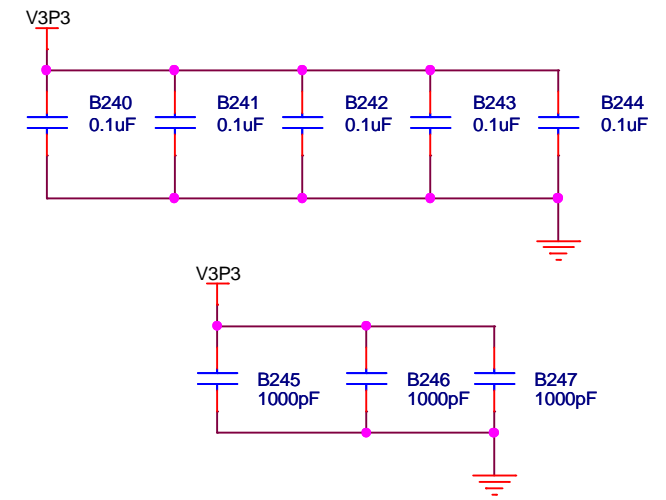 V3P3
B240 B241 B242 B243 B244
0.1uF 0.1uF 0.1uF 0.1uF 0.1uF
V3P3
B245 B246 B247
1000pF 1000pF 1000pF